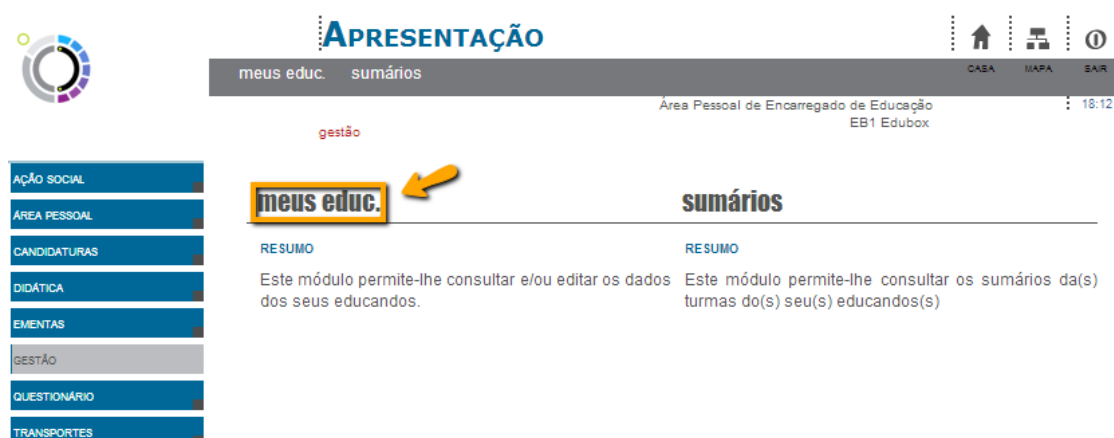 APRESENTAÇÃO
meus educ. sumários
CASA MAPA SAIR
Área Pessoal de Encarregado de Educação
EB1 Edubox
18:12
gestão
AÇÃO SOCIAL
ÁREA PESSOAL
CANDIDATURAS
DIDÁTICA
EMENTAS
GESTÃO
QUESTIONÁRIO
TRANSPORTES
meus educ.
RESUMO
Este módulo permite-lhe consultar e/ou editar os dados
dos seus educandos.
sumários
RESUMO
Este módulo permite-lhe consultar os sumários da(s)
turmas do(s) seu(s) educandos(s)